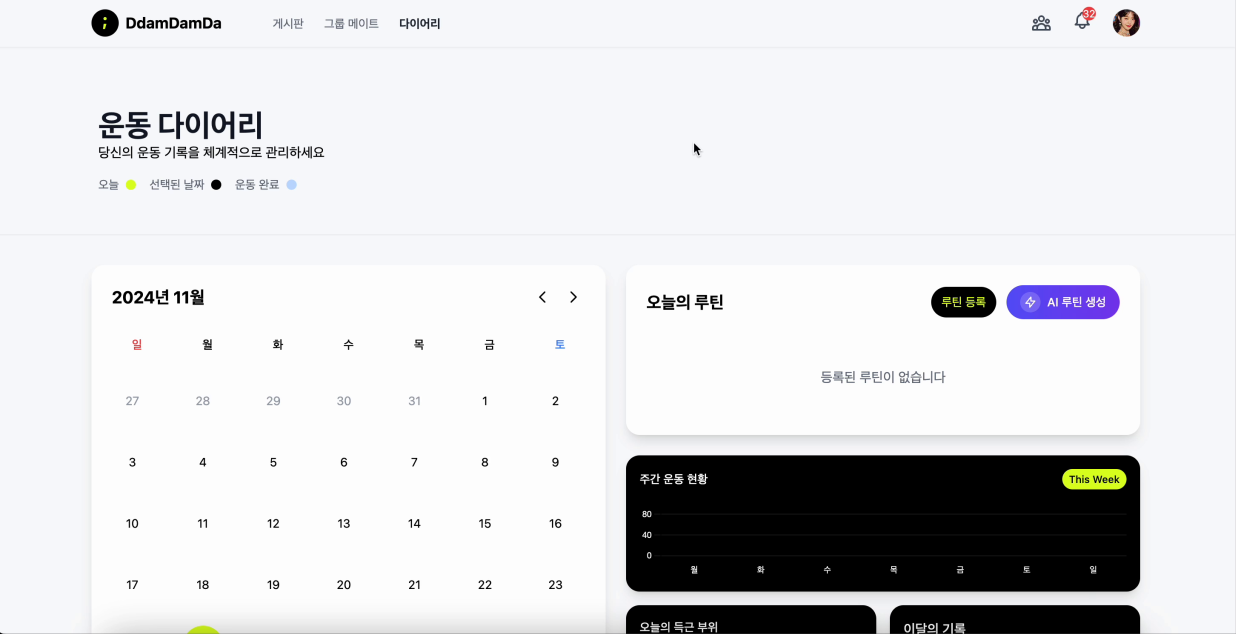 DdamDamDa 게시판 그룹 메이트 다이어리 32
운동 다이어리
당신의 운동 기록을 체계적으로 관리하세요
오늘 선택된 날짜 운동 완료
2024년 11월
일 월 화 수 목 금 토
27 28 29 30 31 1 2
3 4 5 6 7 8 9
10 11 12 13 14 15 16
17 18 19 20 21 22 23
오늘의 루틴 루틴 등록 AI 루틴 생성
등록된 루틴이 없습니다
주간 운동 현황 This Week
80
40
0
월 화 수 목 금 토 일
오늘의 득근 부위 이달의 기록